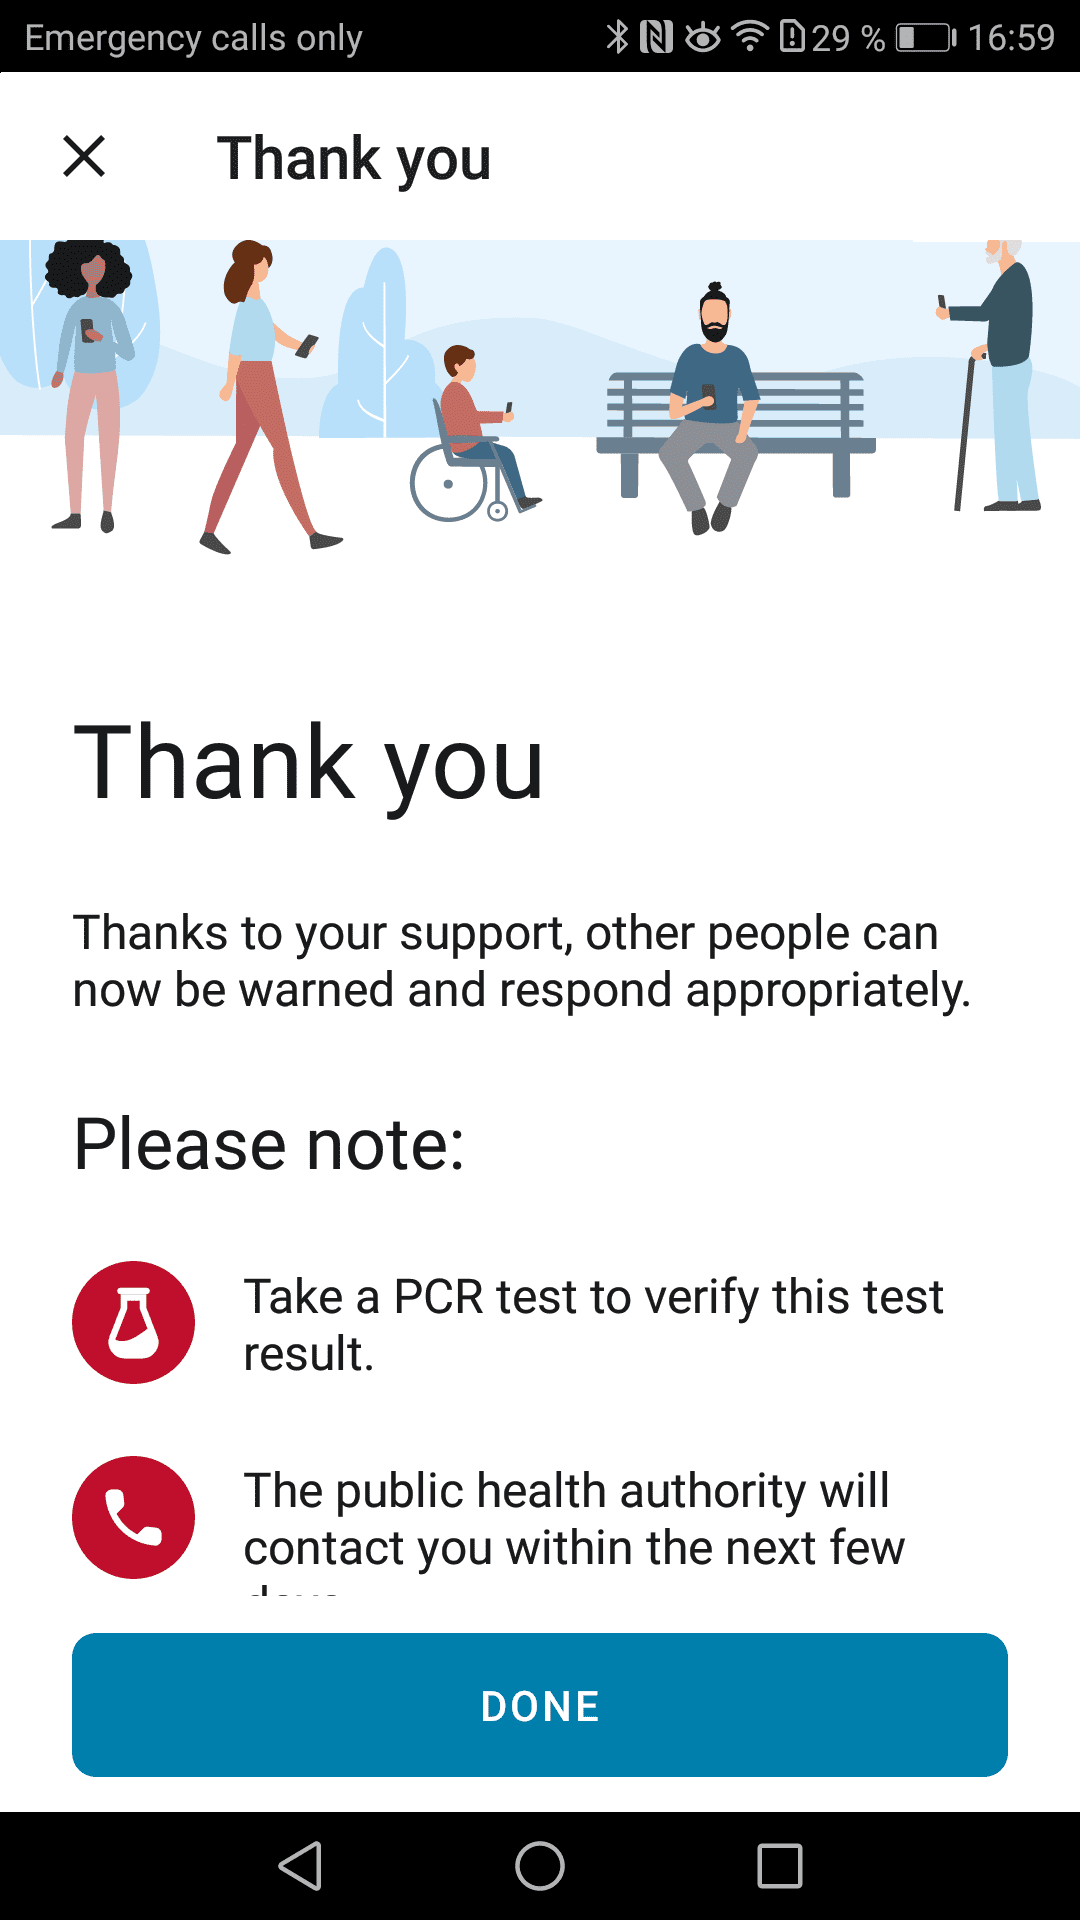 Emergency calls only 29 % 16:59
Thank you
Thank you
Thanks to your support, other people can
now be warned and respond appropriately.
Please note:
Take a PCR test to verify this test
result.
The public health authority will
contact you within the next few
DONE